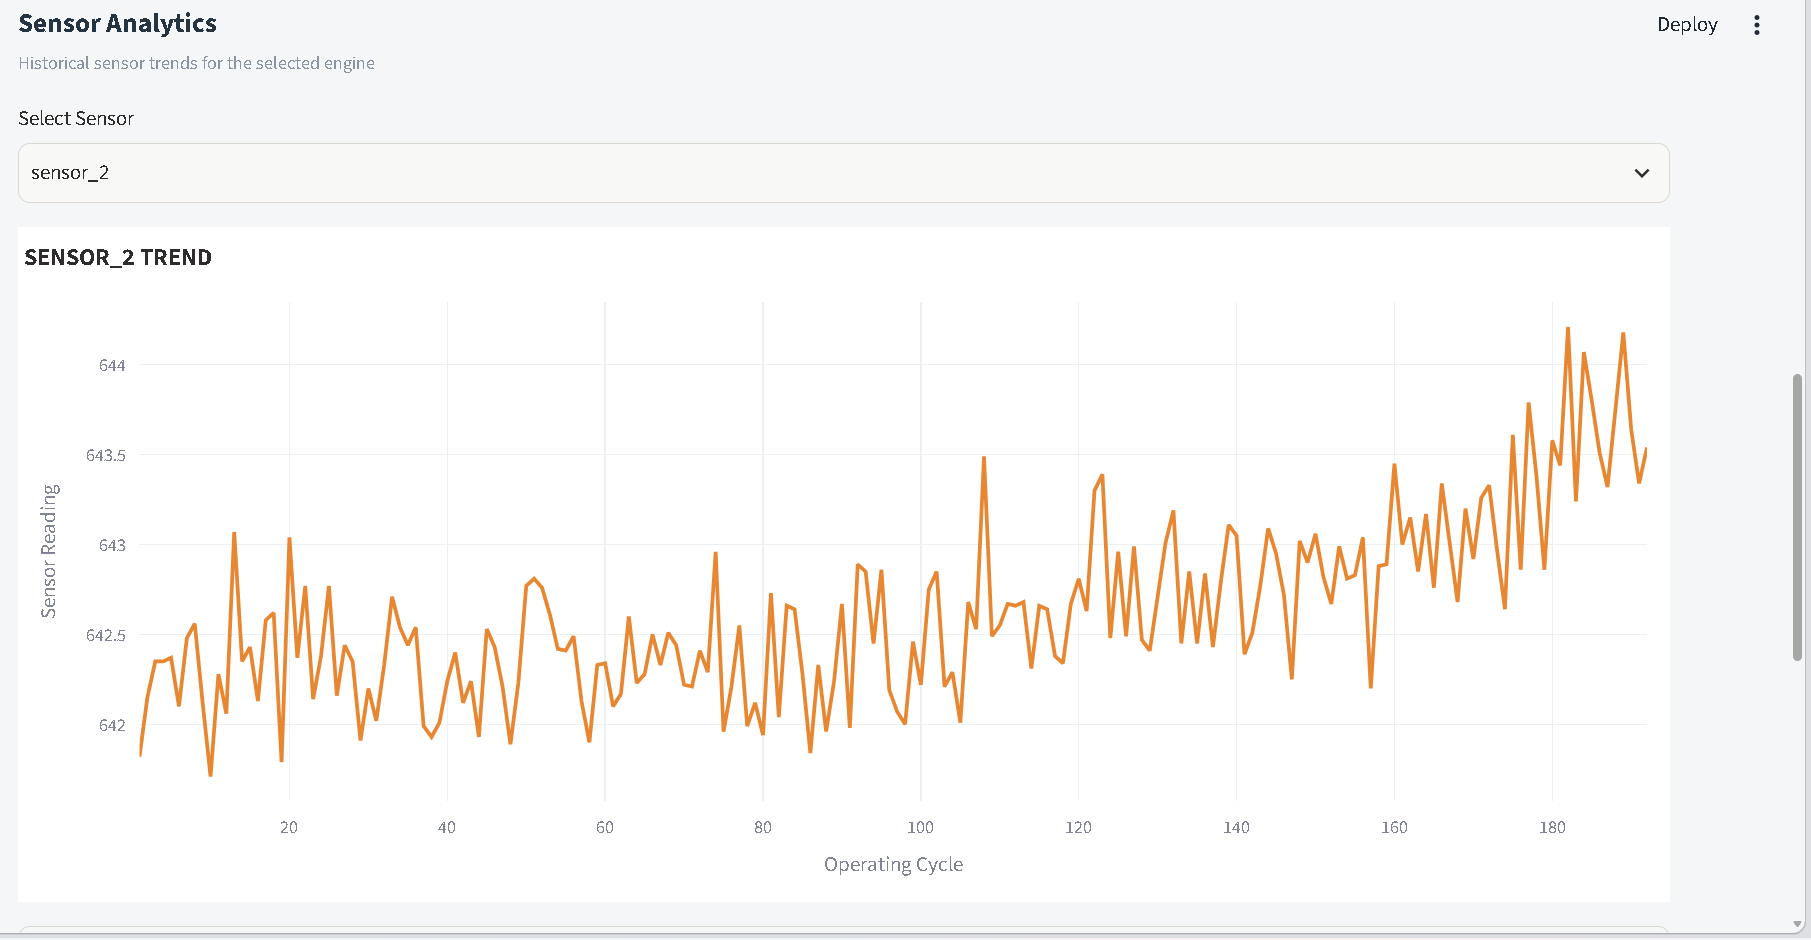 Sensor Analytics
Deploy
Historical sensor trends for the selected engine
Select Sensor
sensor_2
SENSOR_2 TREND
644
643.5
643
642.5
642
Sensor Reading
20 40 60 80 100 120 140 160 180
Operating Cycle